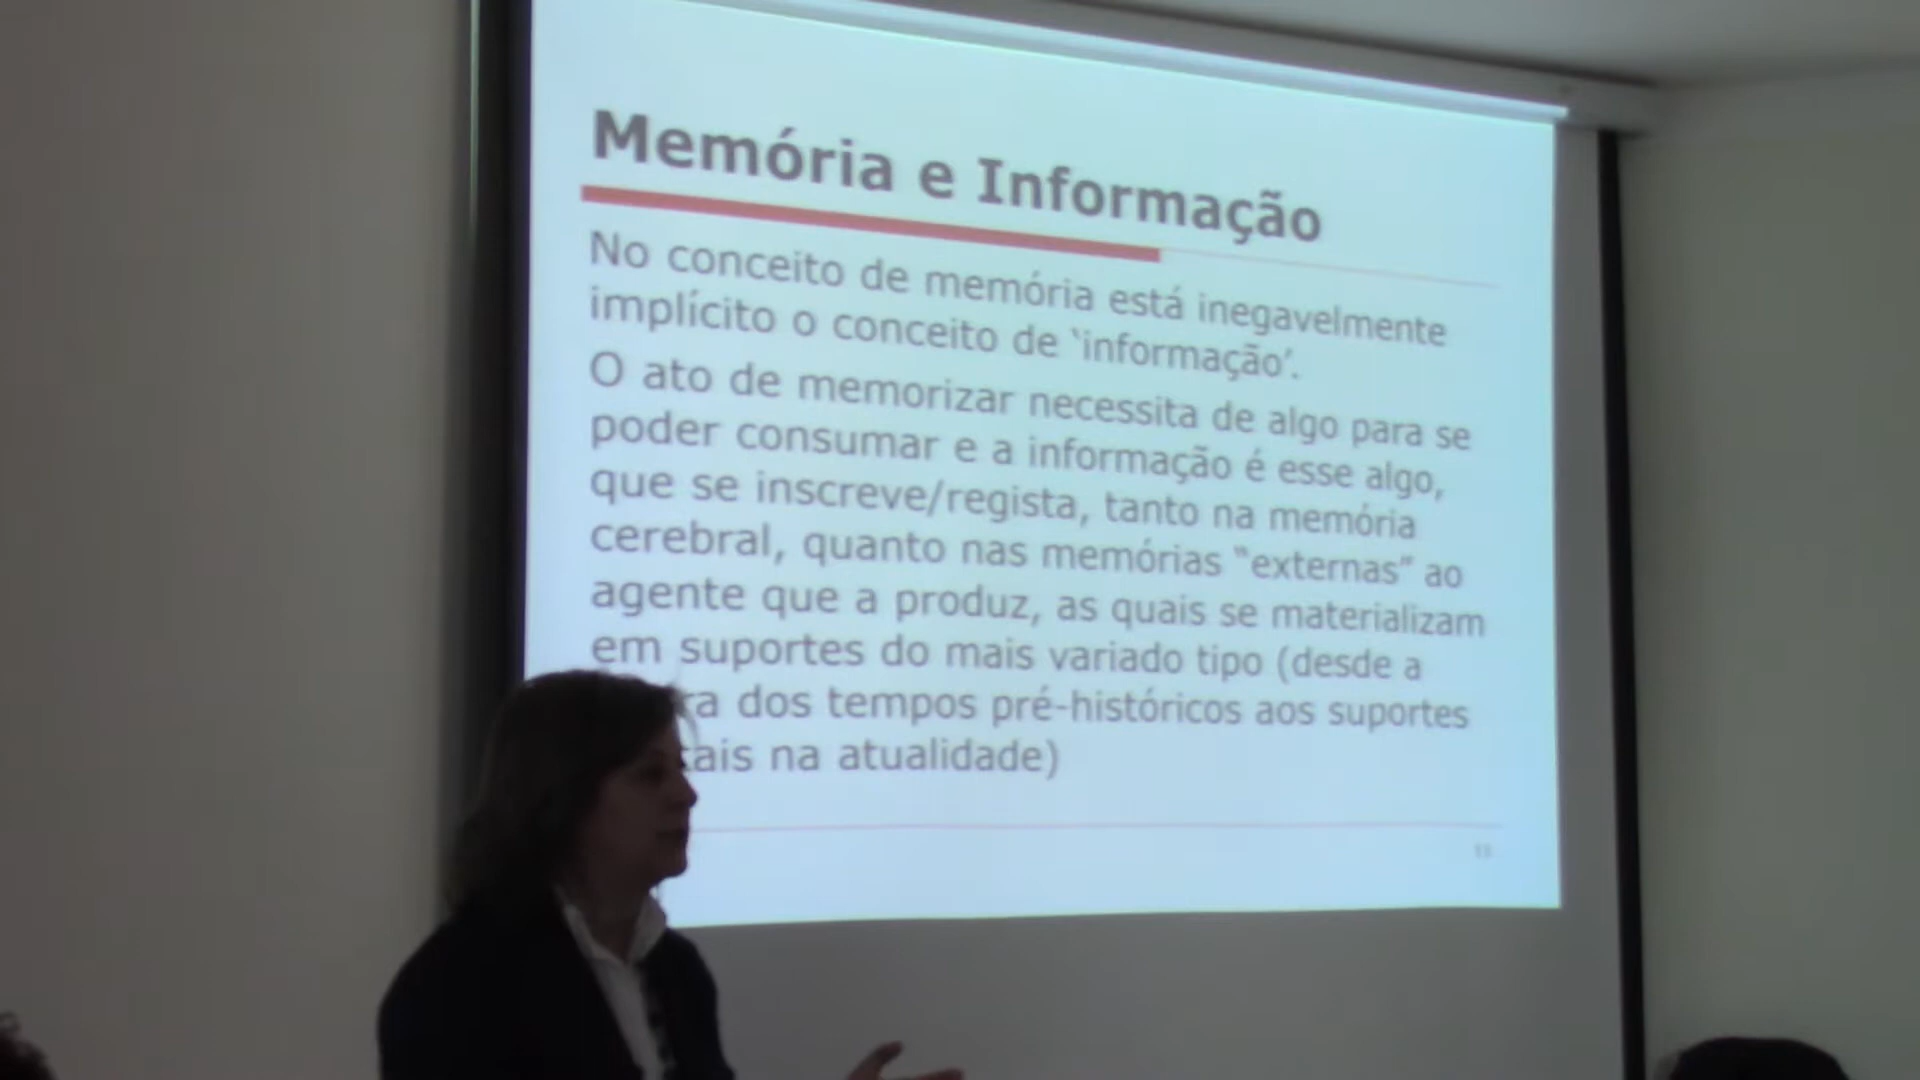 Memória e Informação
No conceito de memória está inegavelmente
implícito o conceito de ‘informação’.
O ato de memorizar necessita de algo para se
poder consumar e a informação é esse algo,
que se inscreve/regista, tanto na memória
cerebral, quanto nas memórias “externas” ao
agente que a produz, as quais se materializam
em suportes do mais variado tipo (desde a
dos tempos pré-históricos aos suportes
na atualidade)